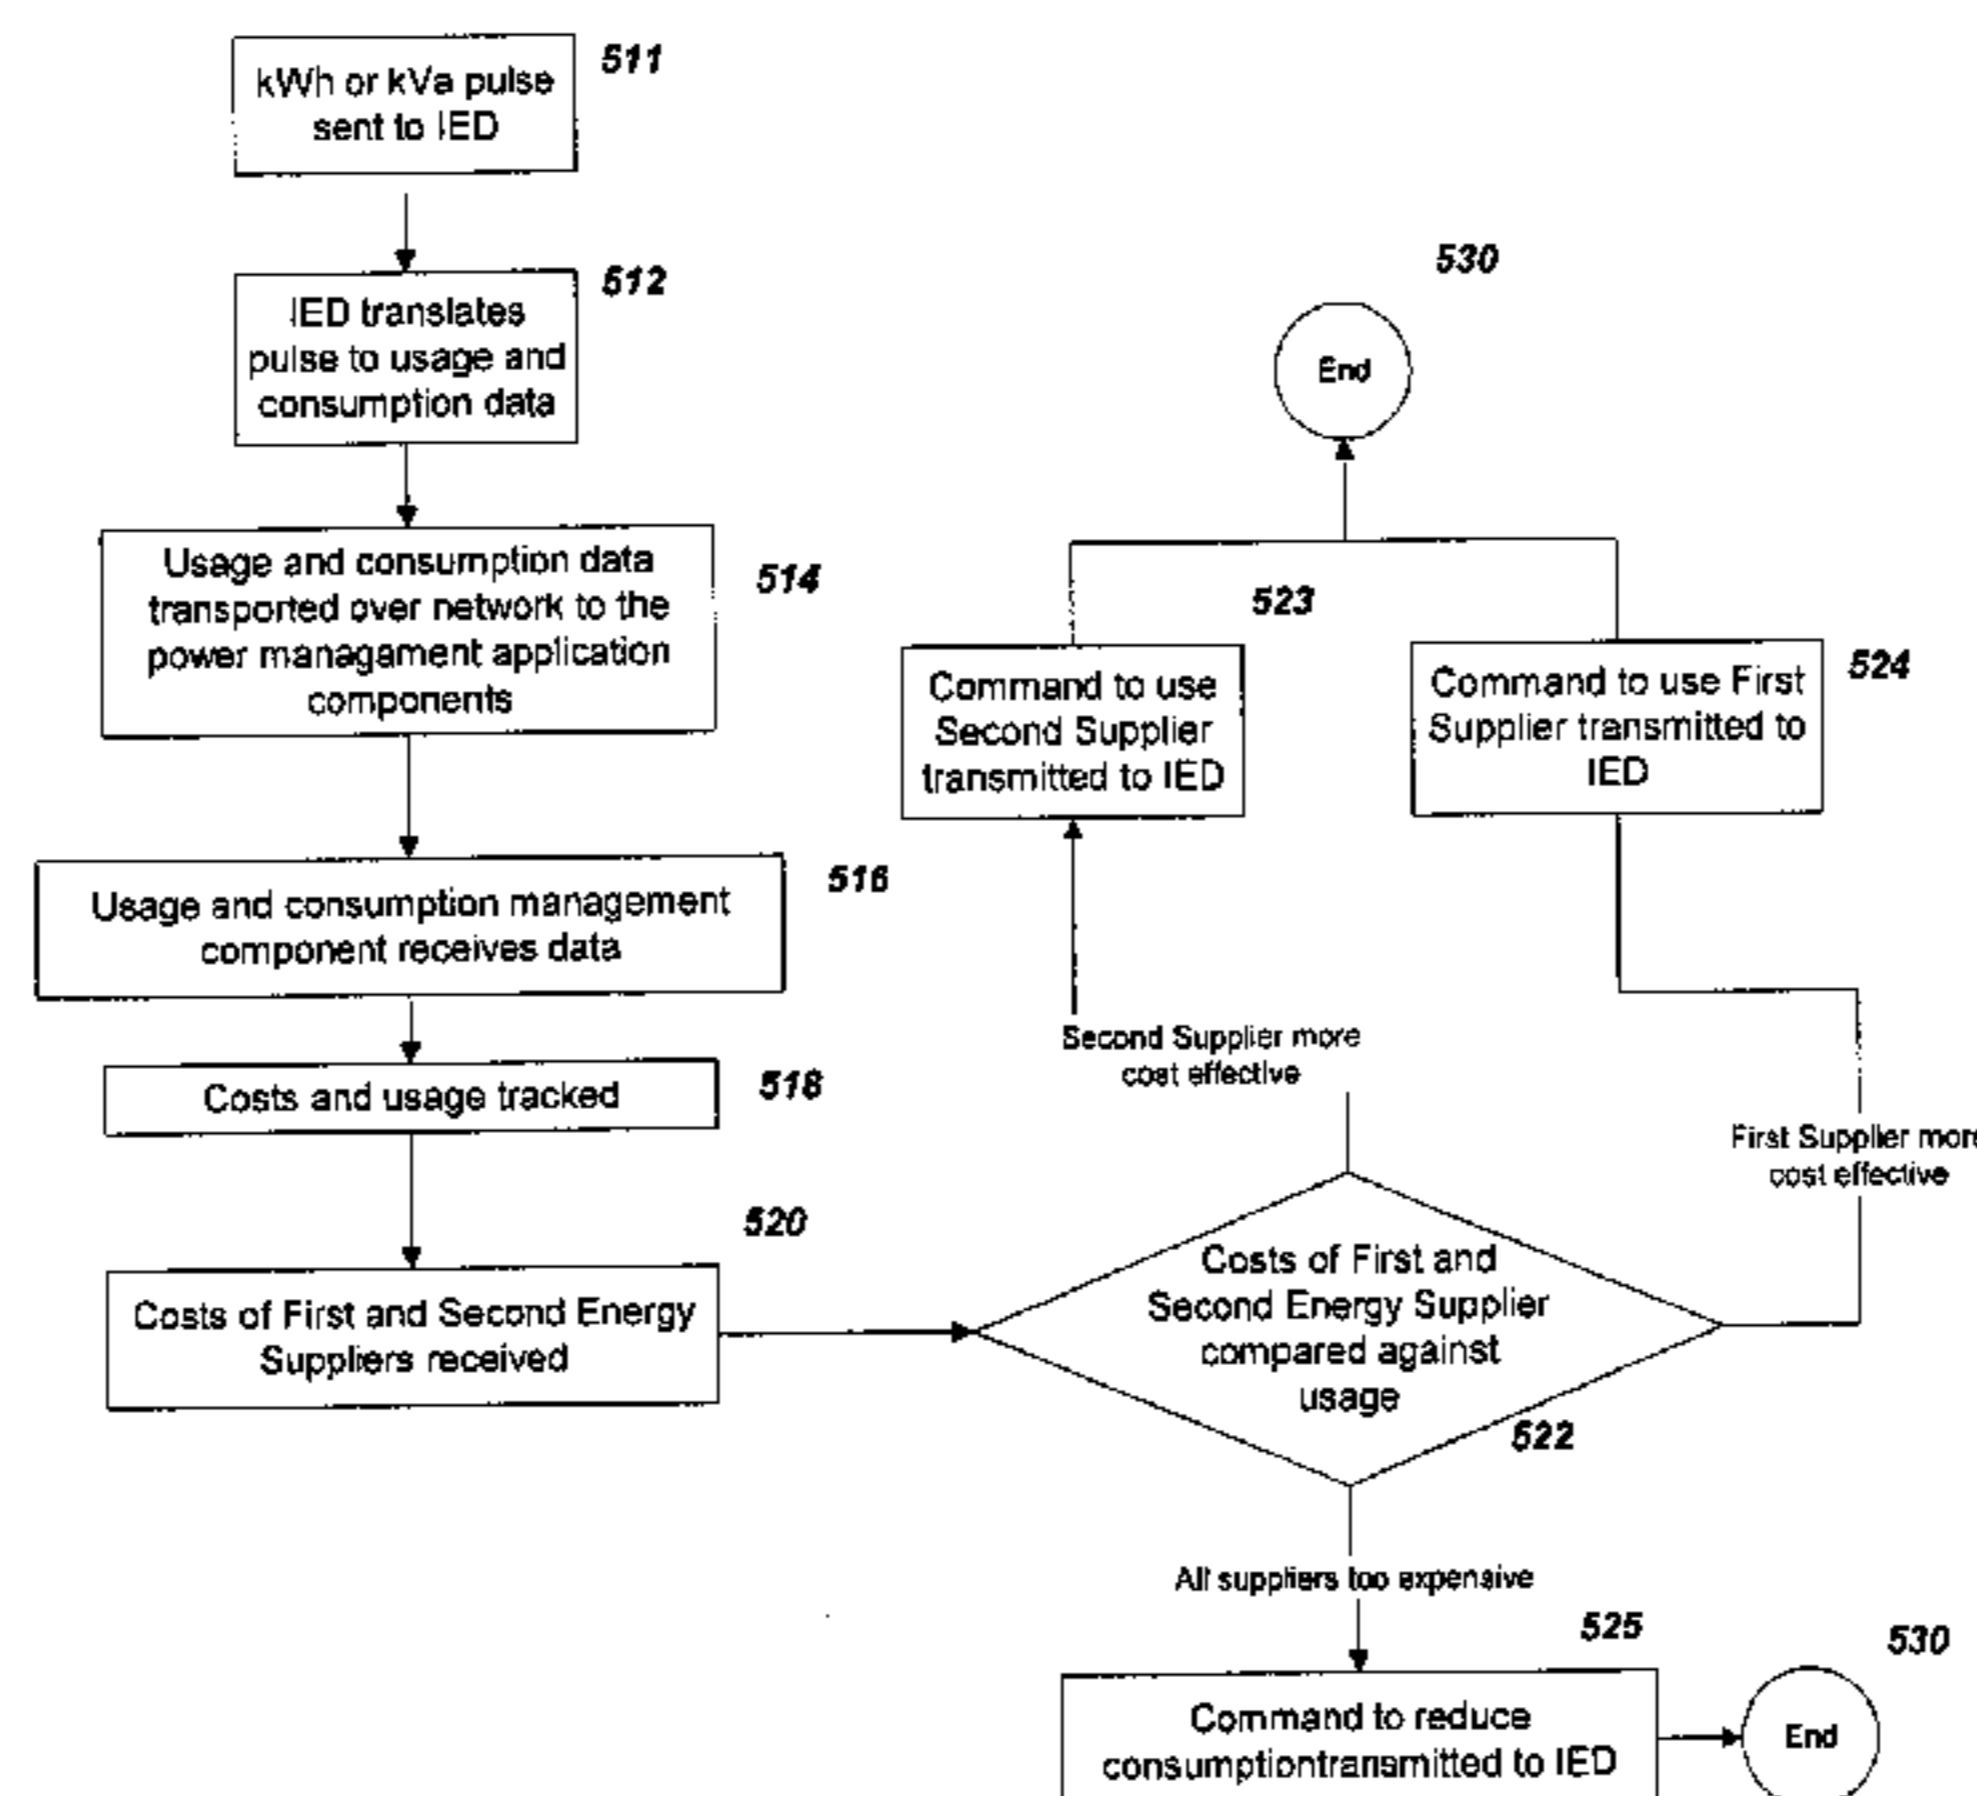 511
kWh or kVa pulse
sent to IED
512
IED translates
pulse to usage and
consumption data
514
Usage and consumption data
transported over network to the
power managament application
components
516
Usage and consumption management
component receives data
518
Costs and usage tracked
520
Costs of First and Second Energy
Suppliers received
530
End
523
Command to use
Second Supplier
transmitted to IED
524
Command to use First
Supplier transmitted to
IED
Second Supplier more
cost effective
First Supplier more
cost effective
Costs of First and
Second Energy Supplier
compared against
usage
522
All suppliers too expensive
525
Command to reduce
consumptiontransmitted to IED
530
End